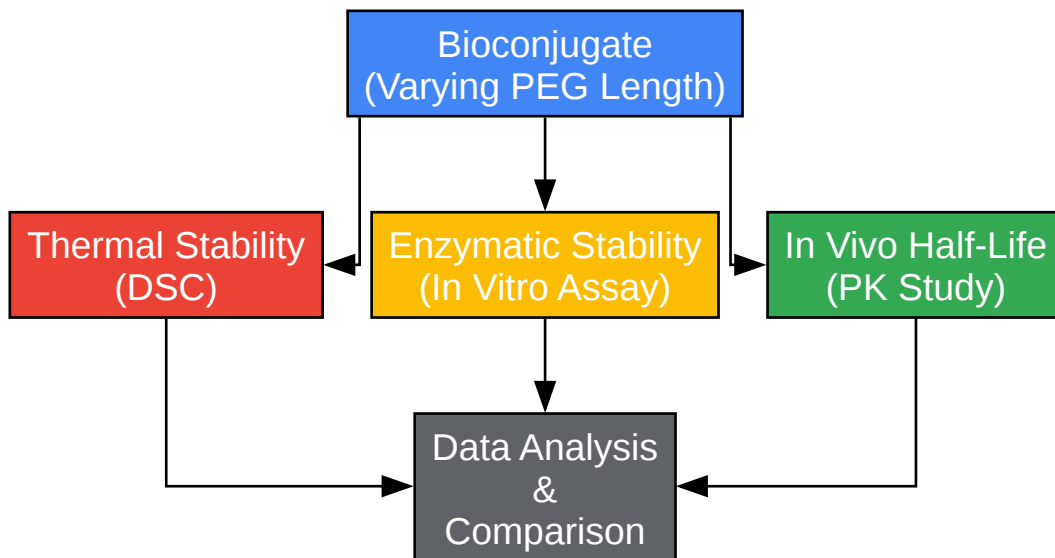 Bioconjugate
(Varying PEG Length)
Thermal Stability
(DSC)
Enzymatic Stability
(In Vitro Assay)
In Vivo Half-Life
(PK Study)
Data Analysis
&
Comparison